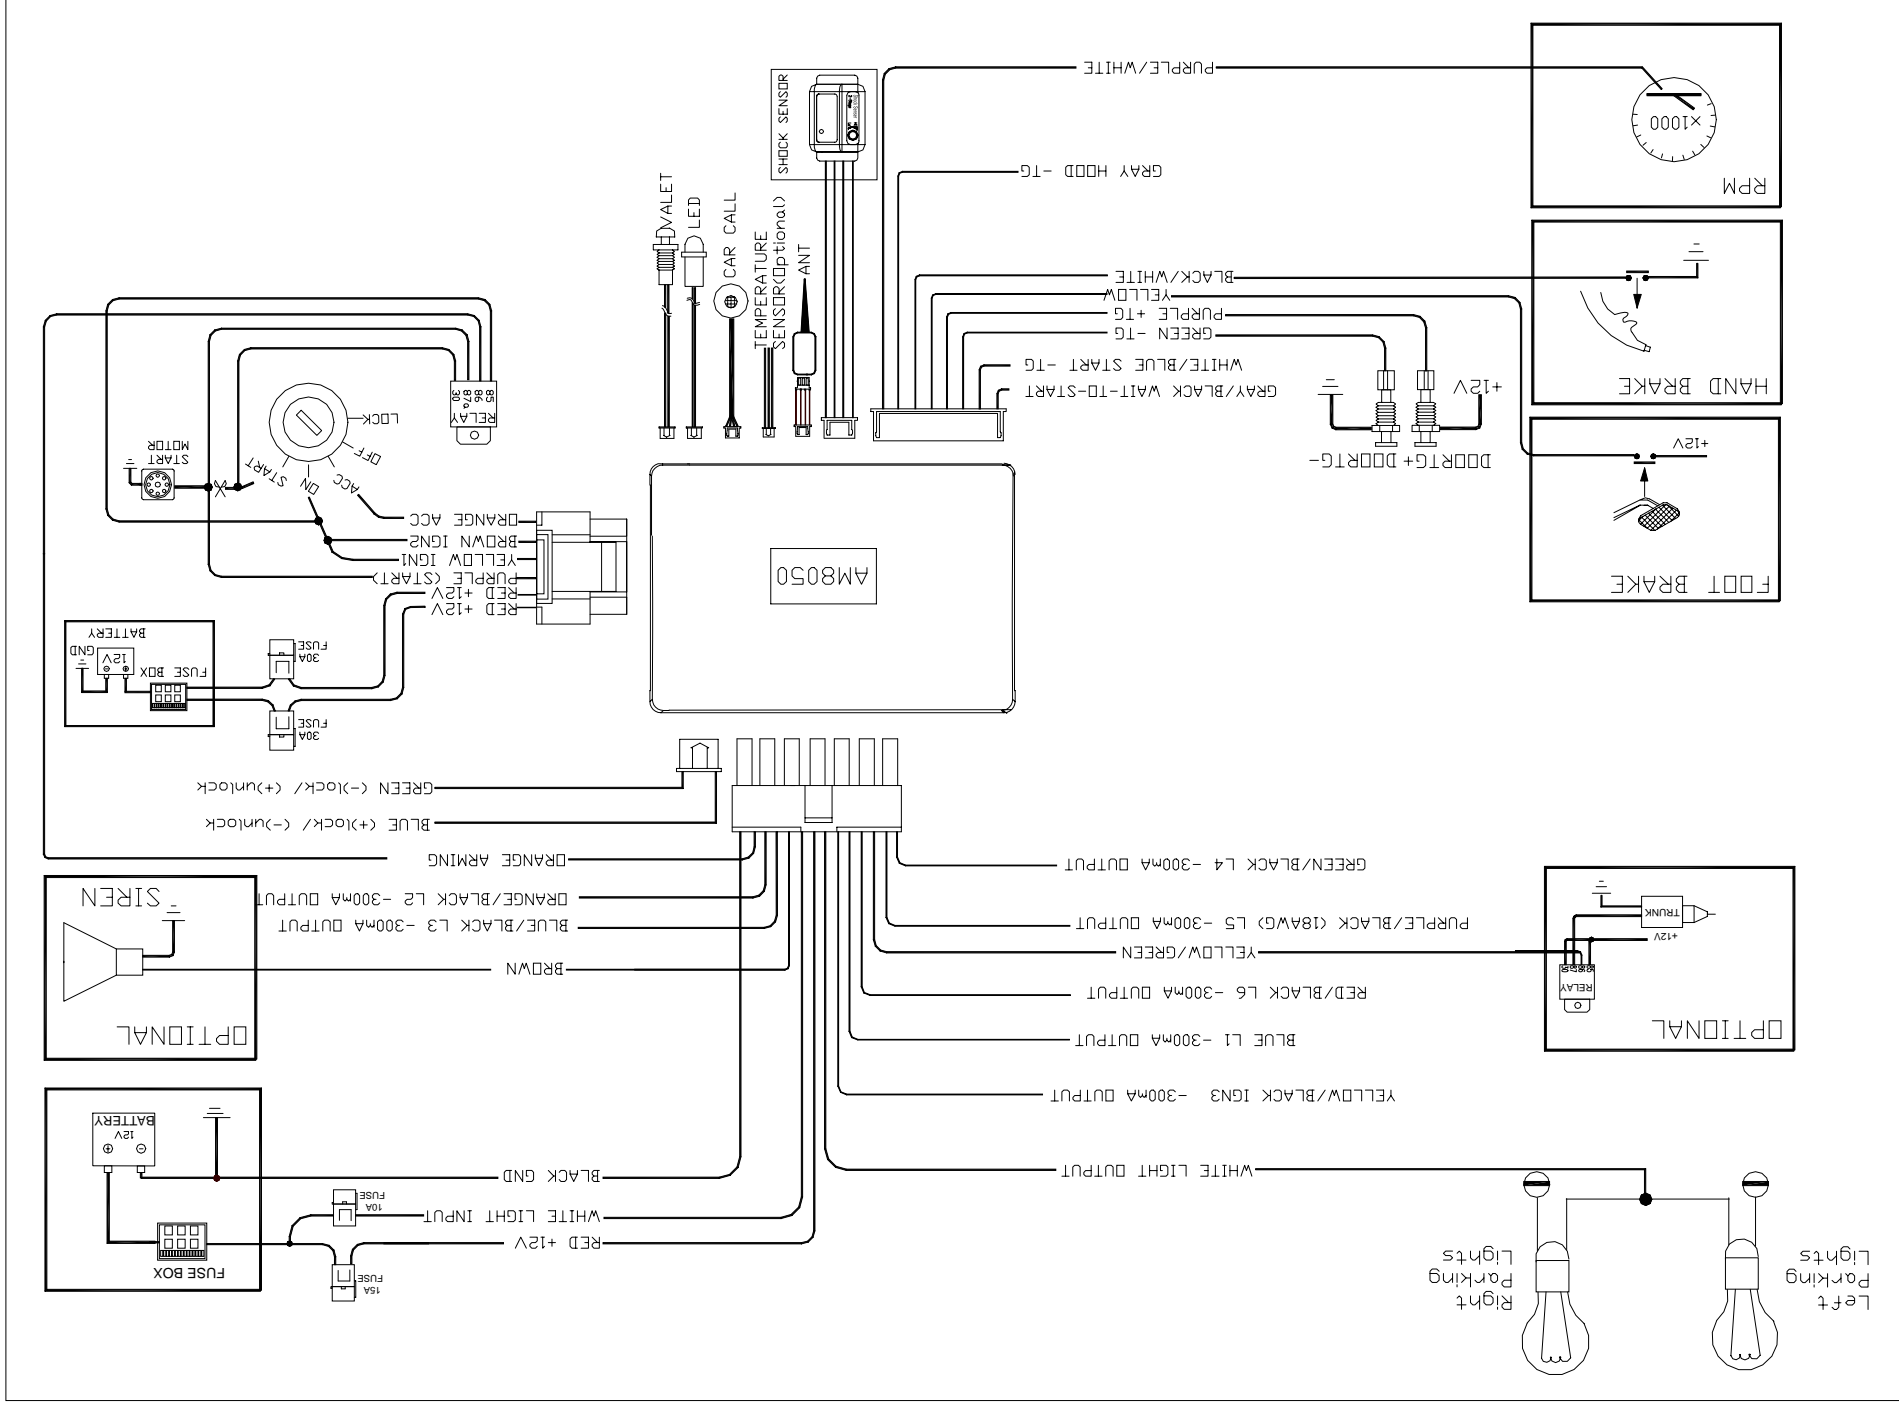 PURPLE/WHITE
x1000
RPM
SHOCK SENSOR
GRAY HOOD -TG
VALET
LED
CAR CALL
TEMPERATURE
SENSOR(Optional)
ANT
BLACK/WHITE
YELLOW
PURPLE +TG
GREEN -TG
WHITE/BLUE START -TG
GRAY/BLACK WAIT-TO-START
+12V
HAND BRAKE
DOORTG+
DOORTG-
+12V
FOOT BRAKE
30
87a
86
85
RELAY
LOCK
OFF
ACC
ON
START
START
MOTOR
ORANGE ACC
BROWN IGN2
YELLOW IGN1
PURPLE (START)
RED +12V
RED +12V
AM8050
BATTERY
GND
12V
FUSE BOX
30A
FUSE
30A
FUSE
GREEN (-)lock/ (+)unlock
BLUE (+)lock/ (-)unlock
ORANGE ARMING
ORANGE/BLACK L2 -300mA OUTPUT
BLUE/BLACK L3 -300mA OUTPUT
BROWN
SIREN
OPTIONAL
GREEN/BLACK L4 -300mA OUTPUT
PURPLE/BLACK (18AWG) L5 -300mA OUTPUT
YELLOW/GREEN
RED/BLACK L6 -300mA OUTPUT
BLUE L1 -300mA OUTPUT
YELLOW/BLACK IGN3 -300mA OUTPUT
WHITE LIGHT OUTPUT
TRUNK
+12V
30
87
86
85
RELAY
OPTIONAL
BATTERY
12V
BLACK GND
WHITE LIGHT INPUT
RED +12V
10A
FUSE
15A
FUSE
FUSE BOX
Right
Parking
Lights
Left
Parking
Lights